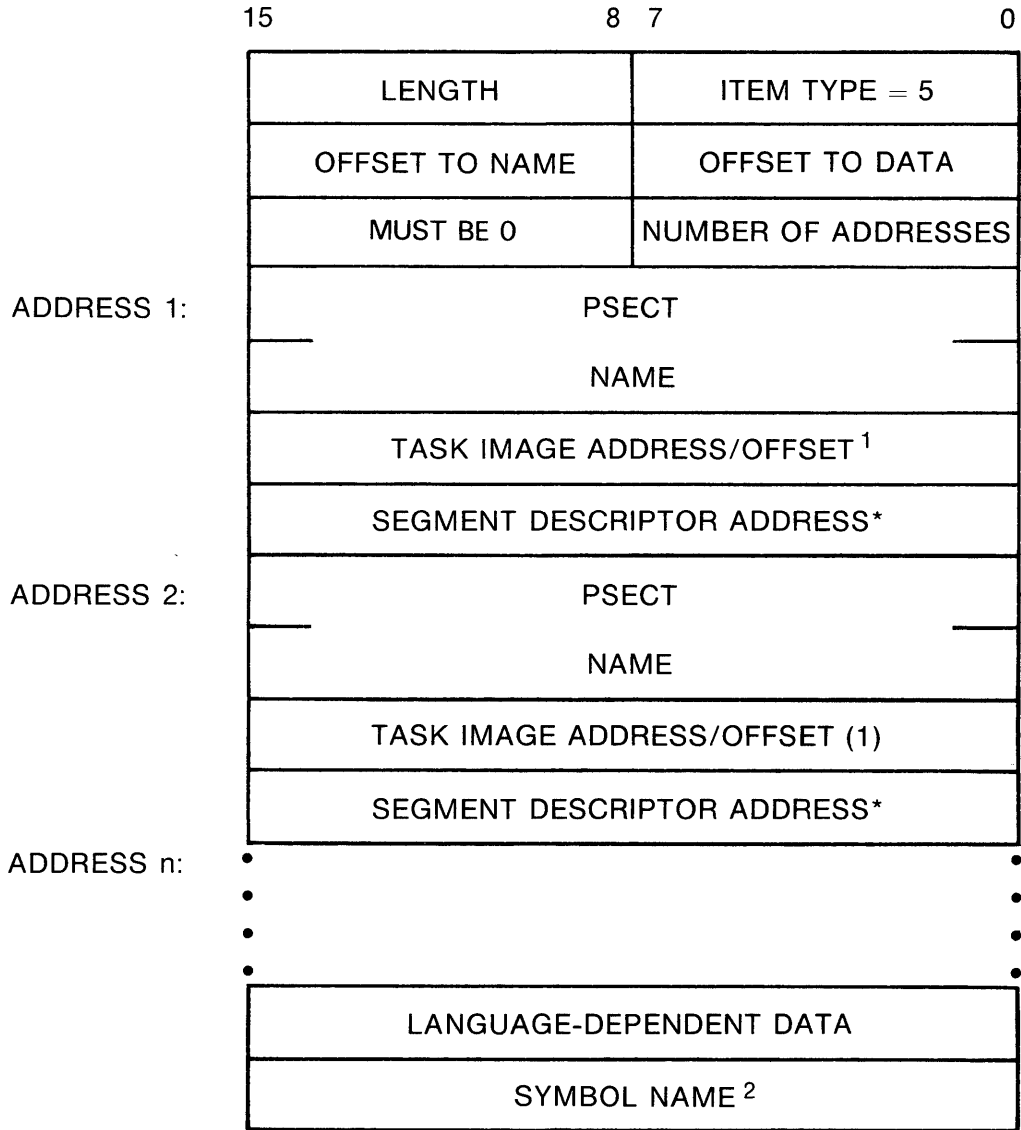 15 8 7 0
LENGTH ITEM TYPE = 5
OFFSET TO NAME OFFSET TO DATA
MUST BE 0 NUMBER OF ADDRESSES
ADDRESS 1: PSECT
NAME
TASK IMAGE ADDRESS/OFFSET 1
SEGMENT DESCRIPTOR ADDRESS*
ADDRESS 2: PSECT
NAME
TASK IMAGE ADDRESS/OFFSET (1)
SEGMENT DESCRIPTOR ADDRESS*
ADDRESS n:
LANGUAGE-DEPENDENT DATA
SYMBOL NAME 2